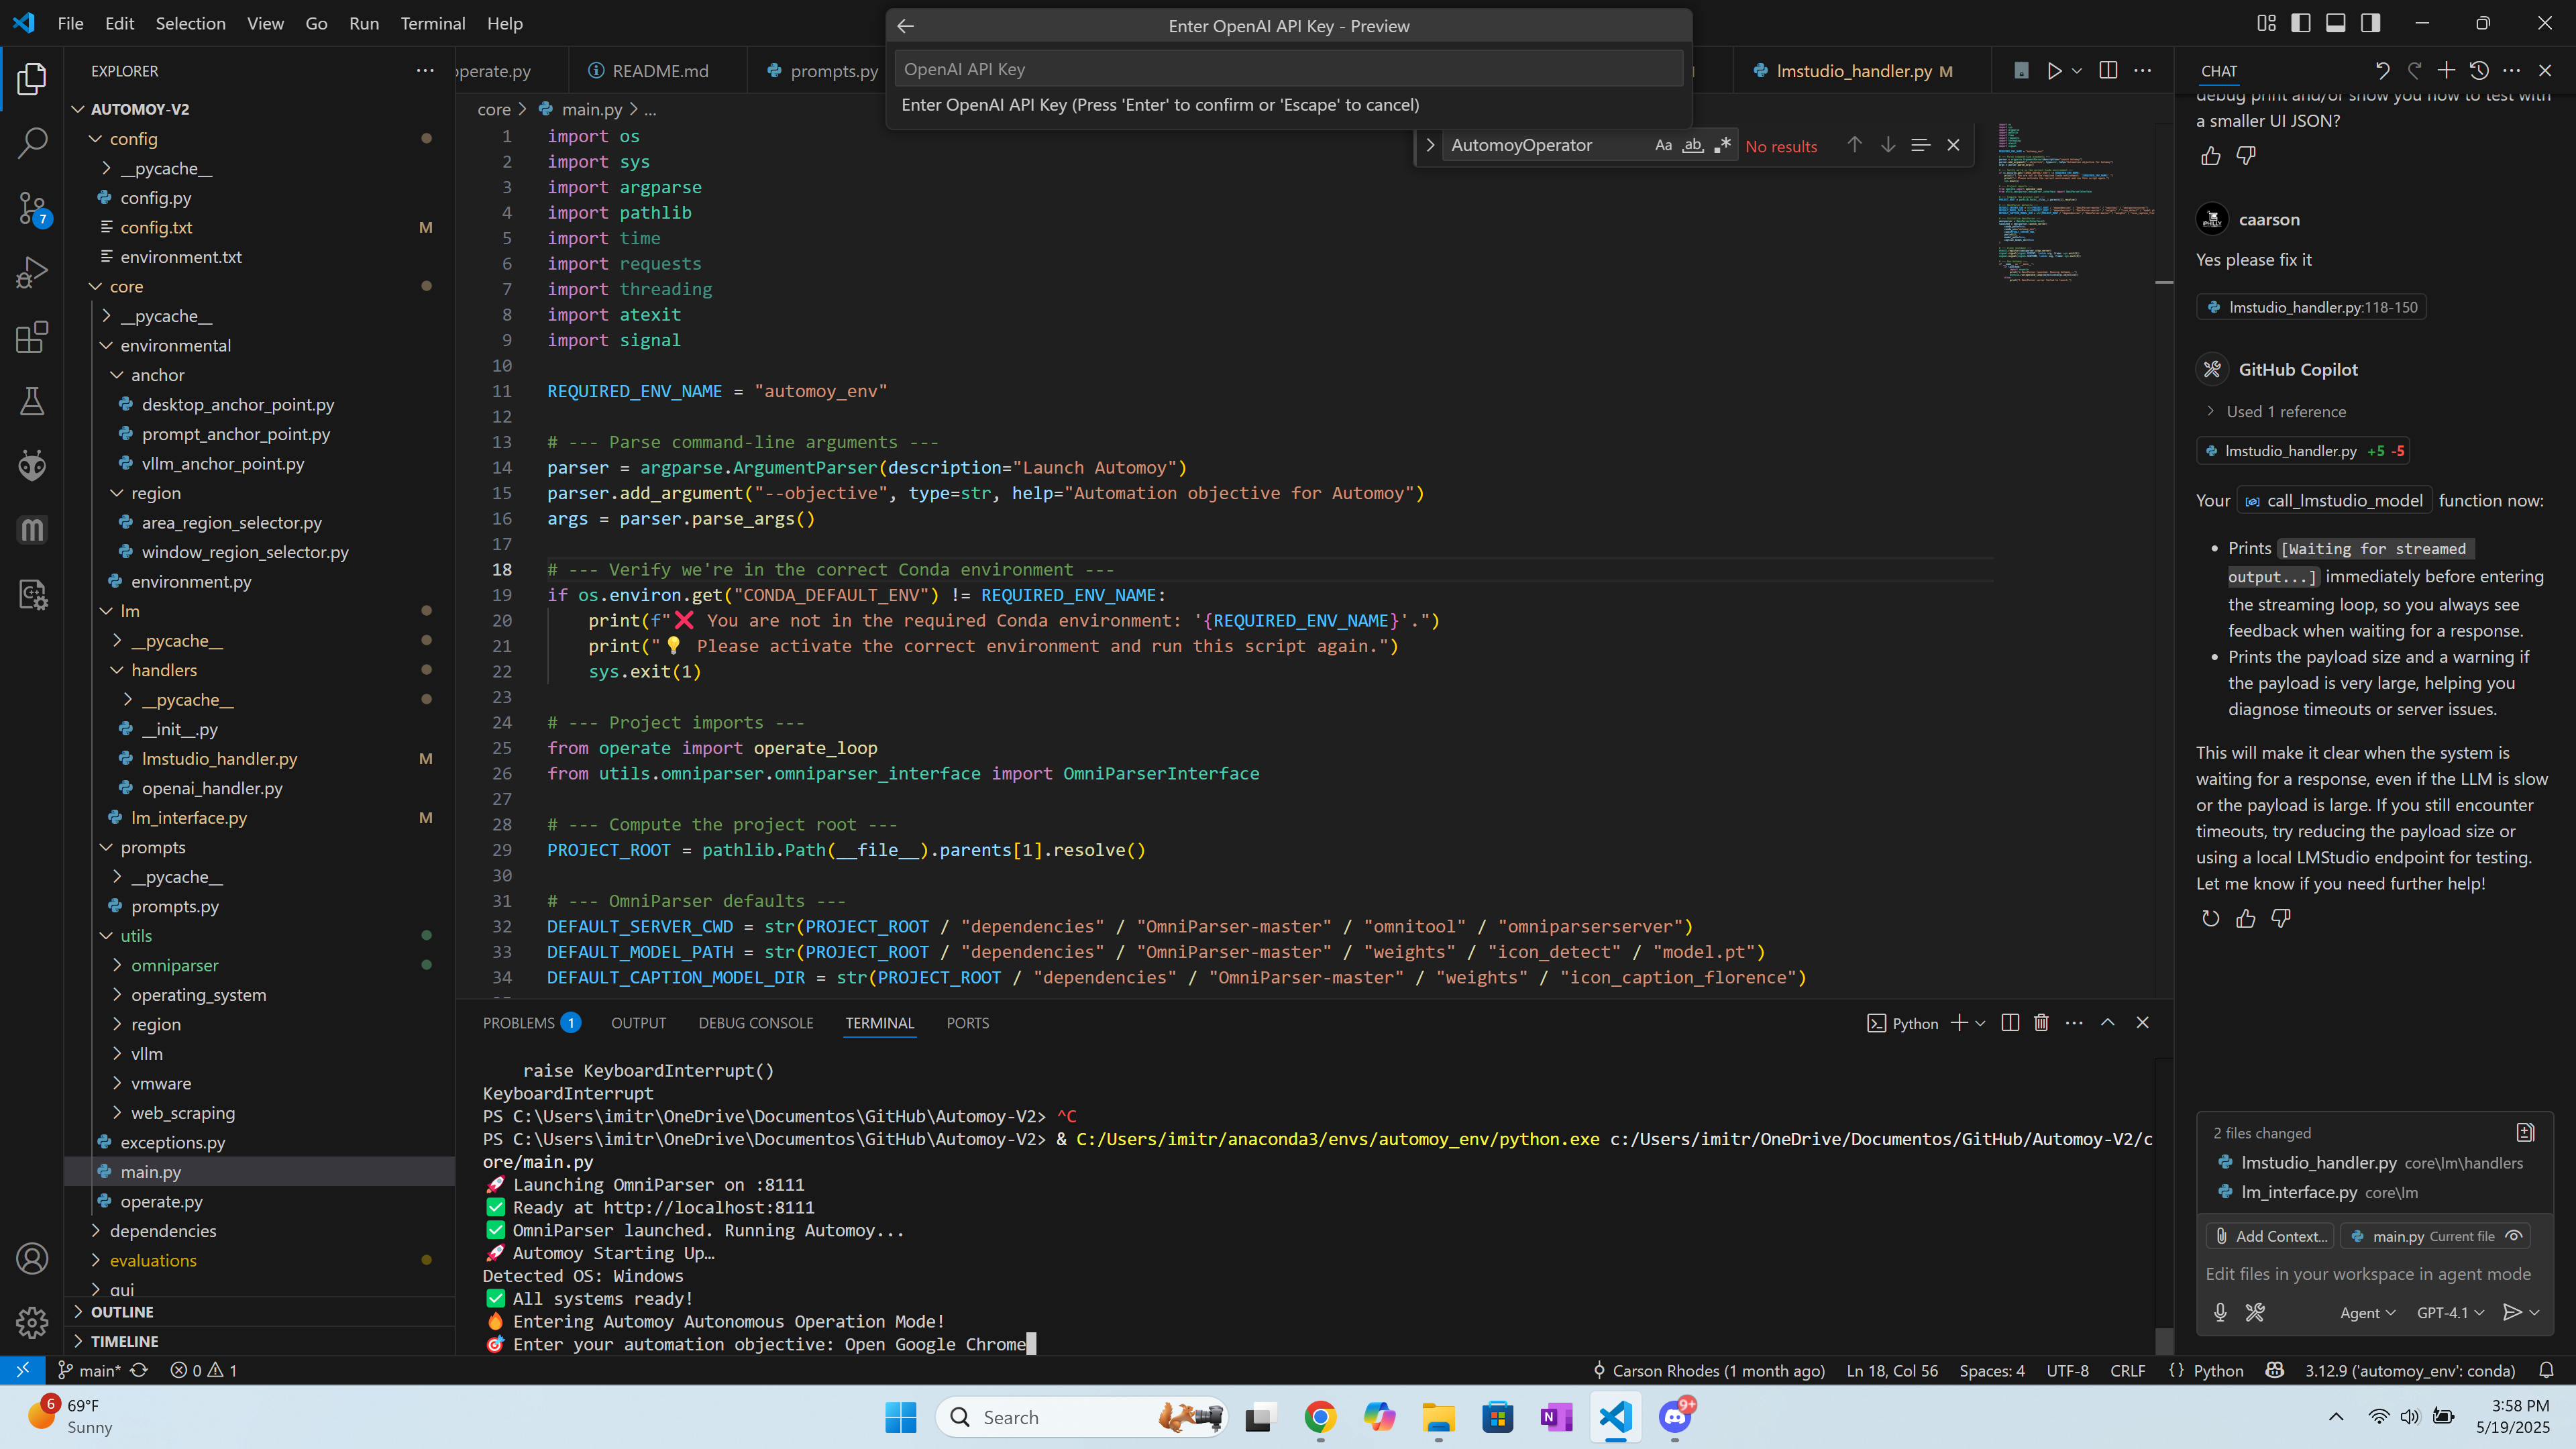 File Edit Selection View Go Run Terminal Help
Enter OpenAI API Key - Preview
OpenAI API Key
Enter OpenAI API Key (Press 'Enter' to confirm or 'Escape' to cancel)
EXPLORER
AUTOMOY-V2
config
__pycache__
config.py
config.txt M
environment.txt
core
__pycache__
environmental
anchor
desktop_anchor_point.py
prompt_anchor_point.py
vllm_anchor_point.py
region
area_region_selector.py
window_region_selector.py
environment.py
lm
__pycache__
handlers
__pycache__
__init__.py
lmstudio_handler.py M
openai_handler.py
lm_interface.py M
prompts
__pycache__
prompts.py
utils
omniparser
operating_system
region
vllm
vmware
web_scraping
exceptions.py
main.py
operate.py
dependencies
evaluations
gui
OUTLINE
TIMELINE
7
operate.py README.md prompts.py lmstudio_handler.py M
core > main.py > ...
AutomoyOperator Aa ab No results
1 import os
2 import sys
3 import argparse
4 import pathlib
5 import time
6 import requests
7 import threading
8 import atexit
9 import signal
10
11 REQUIRED_ENV_NAME = "automoy_env"
12
13 # --- Parse command-line arguments ---
14 parser = argparse.ArgumentParser(description="Launch Automoy")
15 parser.add_argument("--objective", type=str, help="Automation objective for Automoy")
16 args = parser.parse_args()
17
18 # --- Verify we're in the correct Conda environment ---
19 if os.environ.get("CONDA_DEFAULT_ENV") != REQUIRED_ENV_NAME:
20 print(f"❌ You are not in the required Conda environment: '{REQUIRED_ENV_NAME}'.")
21 print("💡 Please activate the correct environment and run this script again.")
22 sys.exit(1)
23
24 # --- Project imports ---
25 from operate import operate_loop
26 from utils.omniparser.omniparser_interface import OmniParserInterface
27
28 # --- Compute the project root ---
29 PROJECT_ROOT = pathlib.Path(__file__).parents[1].resolve()
30
31 # --- OmniParser defaults ---
32 DEFAULT_SERVER_CWD = str(PROJECT_ROOT / "dependencies" / "OmniParser-master" / "omnitool" / "omniparserserver")
33 DEFAULT_MODEL_PATH = str(PROJECT_ROOT / "dependencies" / "OmniParser-master" / "weights" / "icon_detect" / "model.pt")
34 DEFAULT_CAPTION_MODEL_DIR = str(PROJECT_ROOT / "dependencies" / "OmniParser-master" / "weights" / "icon_caption_florence")
PROBLEMS 1 OUTPUT DEBUG CONSOLE TERMINAL PORTS
Python
raise KeyboardInterrupt()
KeyboardInterrupt
PS C:\Users\imitr\OneDrive\Documentos\GitHub\Automoy-V2> ^C
PS C:\Users\imitr\OneDrive\Documentos\GitHub\Automoy-V2> & C:/Users/imitr/anaconda3/envs/automoy_env/python.exe c:/Users/imitr/OneDrive/Documentos/GitHub/Automoy-V2/c
ore/main.py
🚀 Launching OmniParser on :8111
✅ Ready at http://localhost:8111
✅ OmniParser launched. Running Automoy...
🚀 Automoy Starting Up…
Detected OS: Windows
✅ All systems ready!
🔥 Entering Automoy Autonomous Operation Mode!
🎯 Enter your automation objective: Open Google Chrome
CHAT
debug print and/or show you how to test with
a smaller UI JSON?
caarson
Yes please fix it
lmstudio_handler.py:118-150
GitHub Copilot
Used 1 reference
lmstudio_handler.py +5 -5
Your call_lmstudio_model function now:
• Prints [Waiting for streamed
output...] immediately before entering
the streaming loop, so you always see
feedback when waiting for a response.
• Prints the payload size and a warning if
the payload is very large, helping you
diagnose timeouts or server issues.
This will make it clear when the system is
waiting for a response, even if the LLM is slow
or the payload is large. If you still encounter
timeouts, try reducing the payload size or
using a local LMStudio endpoint for testing.
Let me know if you need further help!
2 files changed
lmstudio_handler.py core\lm\handlers
lm_interface.py core\lm
Add Context... main.py Current file
Edit files in your workspace in agent mode
Agent GPT-4.1
main* 0 1
Carson Rhodes (1 month ago) Ln 18, Col 56 Spaces: 4 UTF-8 CRLF {} Python 3.12.9 ('automoy_env': conda)
6
69°F
Sunny
Search
9+
3:58 PM
5/19/2025